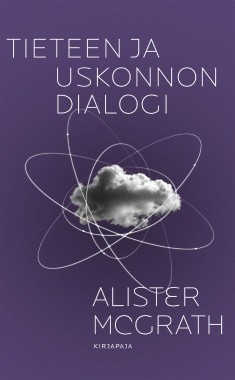 TIETEEN JA
USKONNON
DIALOGI
ALISTER
MCGRATH
KIRJAPAJA